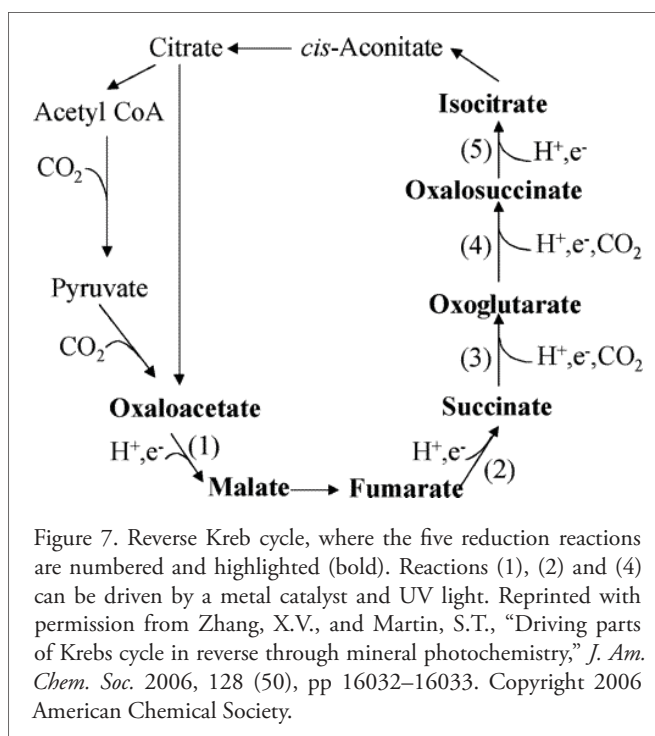 Citrate
cis-Aconitate
Acetyl CoA
Isocitrate
CO₂
(5)
H⁺,e⁻
Oxalosuccinate
(4)
H⁺,e⁻,CO₂
Pyruvate
Oxoglutarate
CO₂
(3)
H⁺,e⁻,CO₂
Oxaloacetate
Succinate
H⁺,e⁻
(1)
H⁺,e⁻
(2)
Malate
Fumarate
Figure 7. Reverse Kreb cycle, where the five reduction reactions
are numbered and highlighted (bold). Reactions (1), (2) and (4)
can be driven by a metal catalyst and UV light. Reprinted with
permission from Zhang, X.V., and Martin, S.T., “Driving parts
of Krebs cycle in reverse through mineral photochemistry,” J. Am.
Chem. Soc. 2006, 128 (50), pp 16032–16033. Copyright 2006
American Chemical Society.